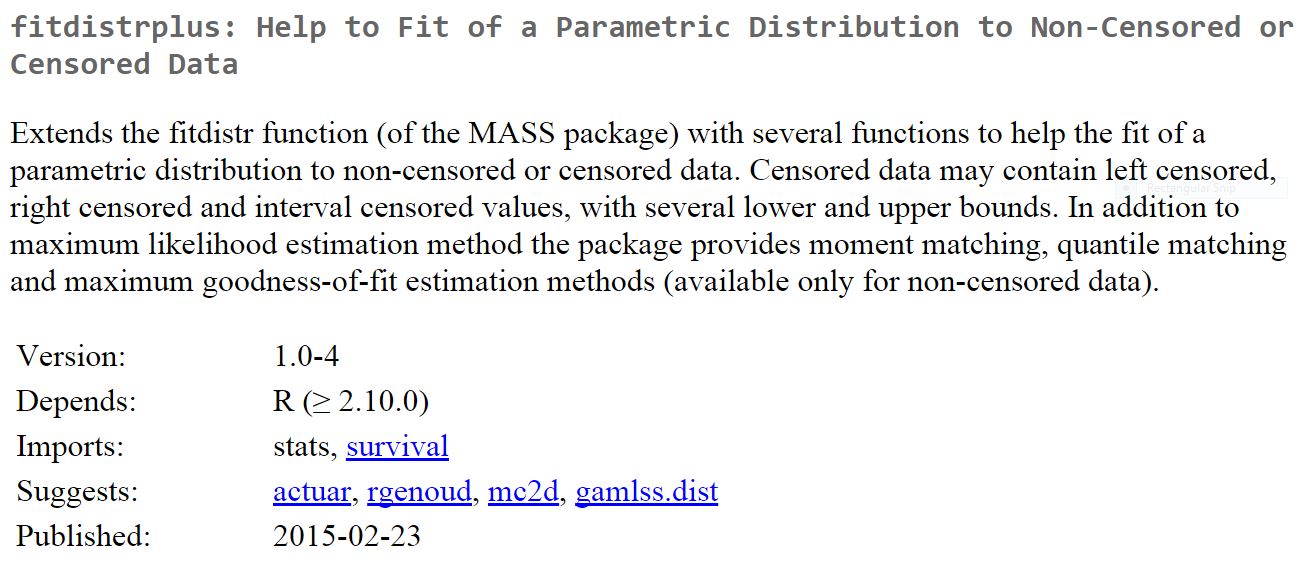 fitdistrplus: Help to Fit of a Parametric Distribution to Non-Censored or
Censored Data
Extends the fitdistr function (of the MASS package) with several functions to help the fit of a
parametric distribution to non-censored or censored data. Censored data may contain left censored,
Rectangular Snip
right censored and interval censored values, with several lower and upper bounds. In addition to
maximum likelihood estimation method the package provides moment matching, quantile matching
and maximum goodness-of-fit estimation methods (available only for non-censored data).
Version: 1.0-4
Depends: R (≥ 2.10.0)
Imports: stats, survival
Suggests: actuar, rgenoud, mc2d, gamlss.dist
Published: 2015-02-23